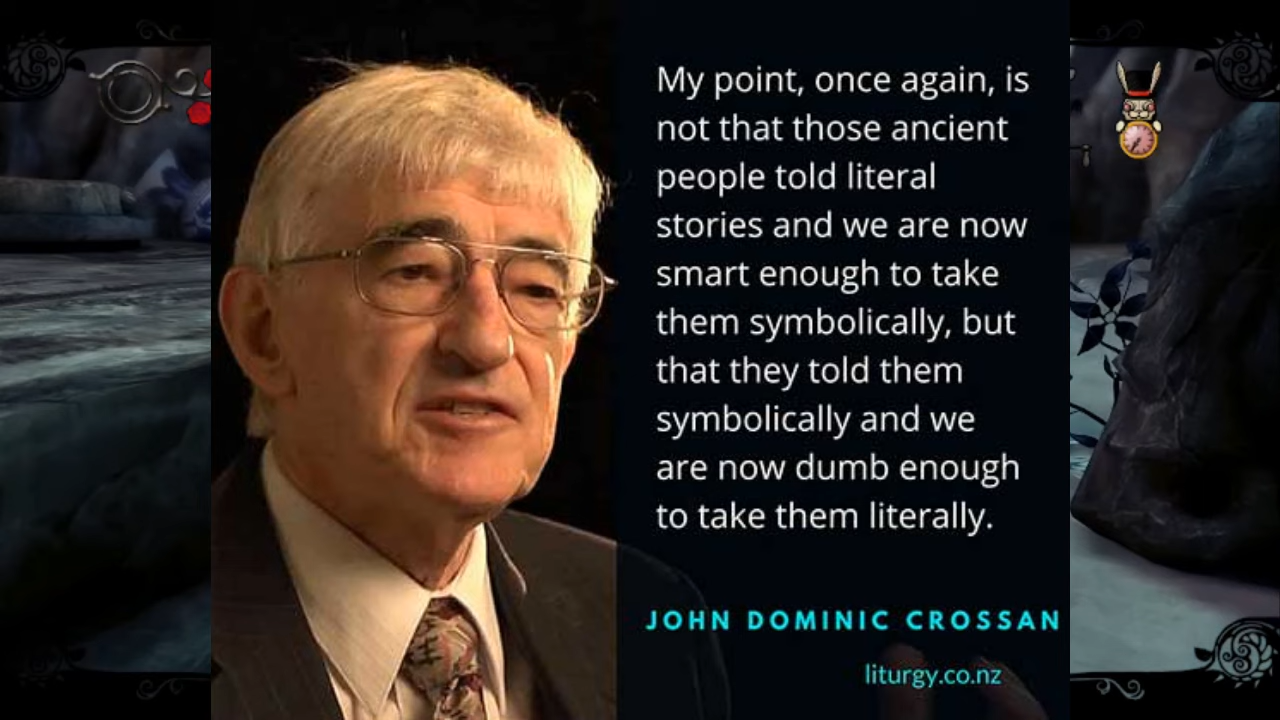 My point, once again, is
not that those ancient
people told literal
stories and we are now
smart enough to take
them symbolically, but
that they told them
symbolically and we
are now dumb enough
to take them literally.
JOHN DOMINIC CROSSAN
liturgy.co.nz